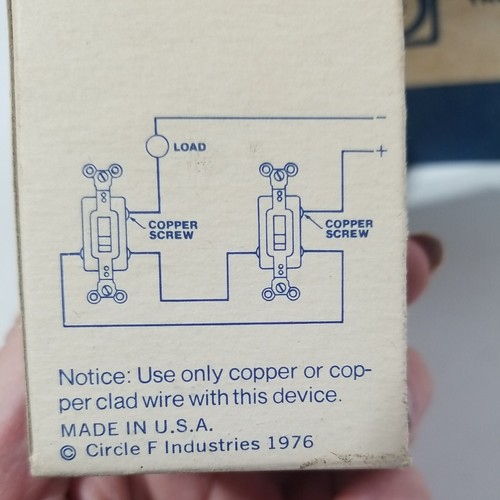 −
LOAD
+
COPPER
SCREW
COPPER
SCREW
Notice: Use only copper or cop-
per clad wire with this device.
MADE IN U.S.A.
© Circle F Industries 1976